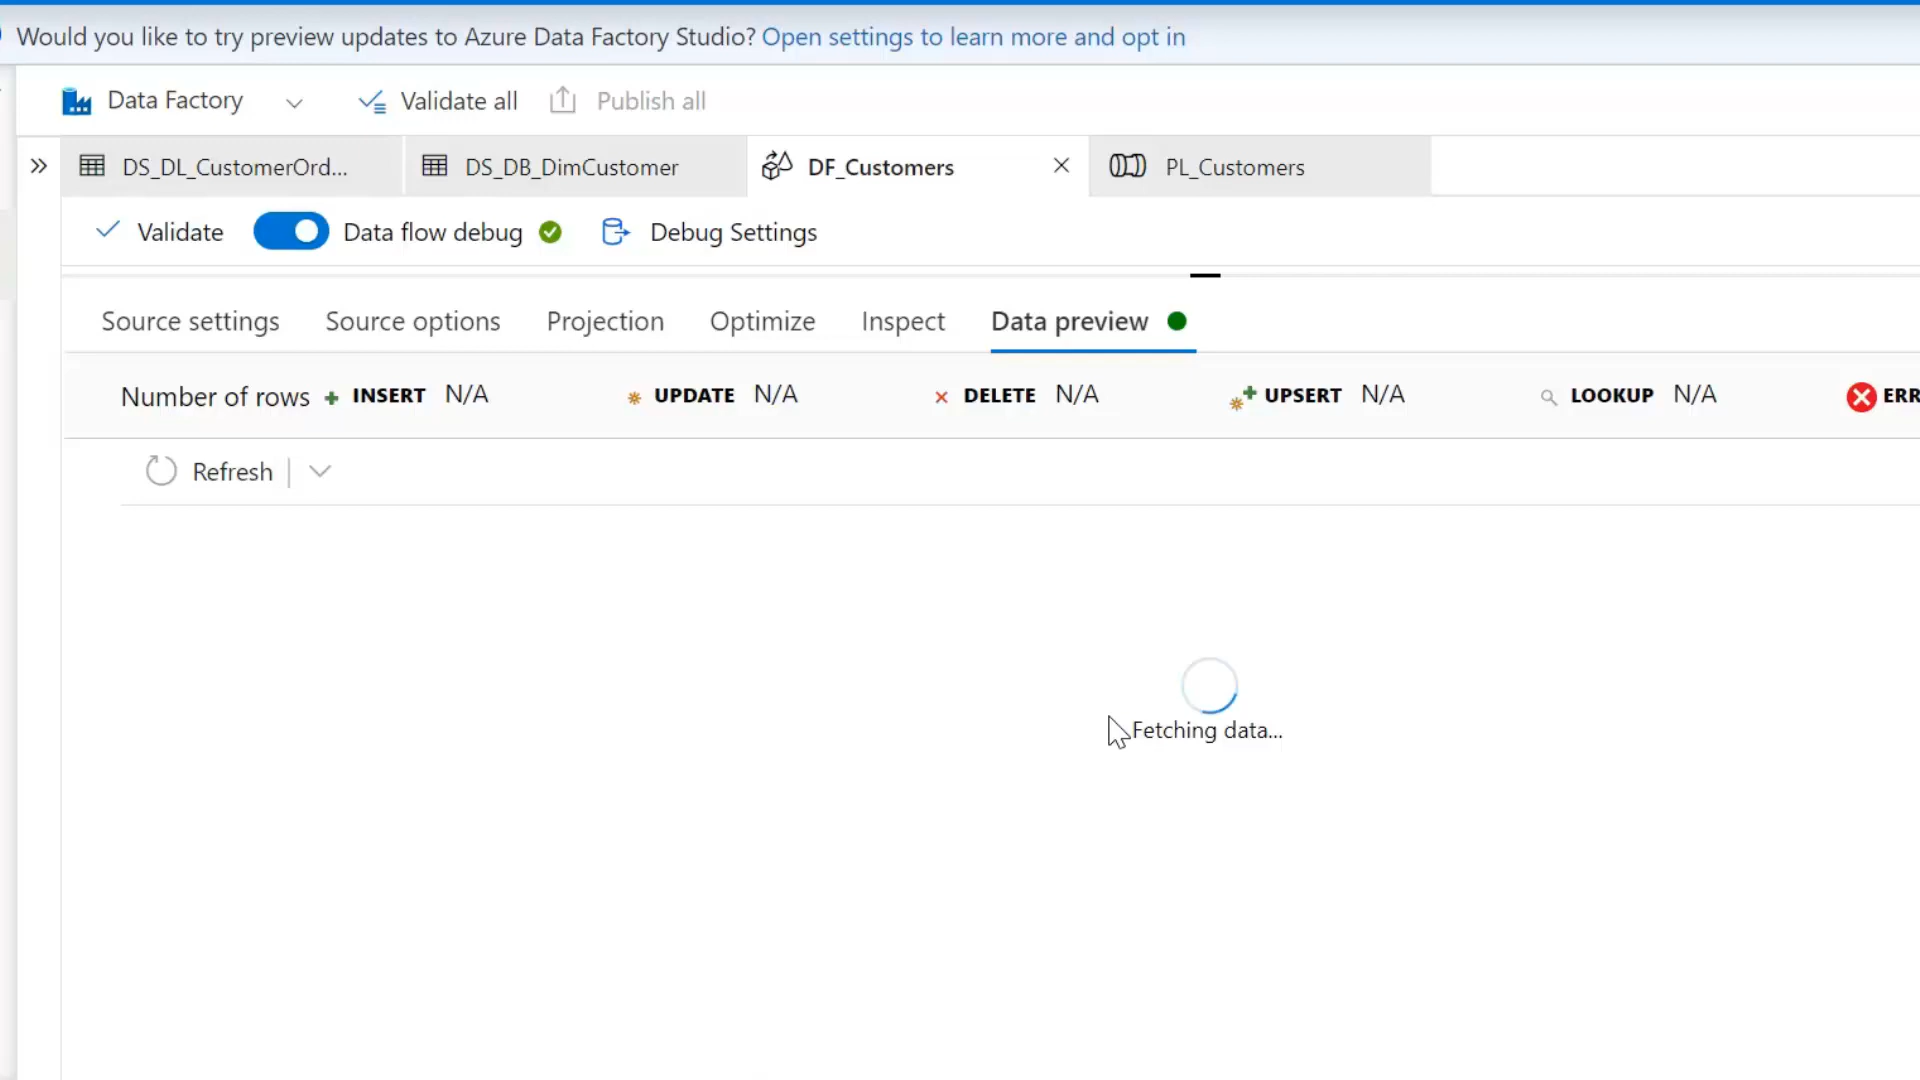 Would you like to try preview updates to Azure Data Factory Studio? Open settings to learn more and opt in
Data Factory Validate all Publish all
DS_DL_CustomerOrd... DS_DB_DimCustomer DF_Customers PL_Customers
Validate Data flow debug Debug Settings
Source settings Source options Projection Optimize Inspect Data preview
Number of rows INSERT N/A UPDATE N/A DELETE N/A UPSERT N/A LOOKUP N/A ERR
Refresh
Fetching data...